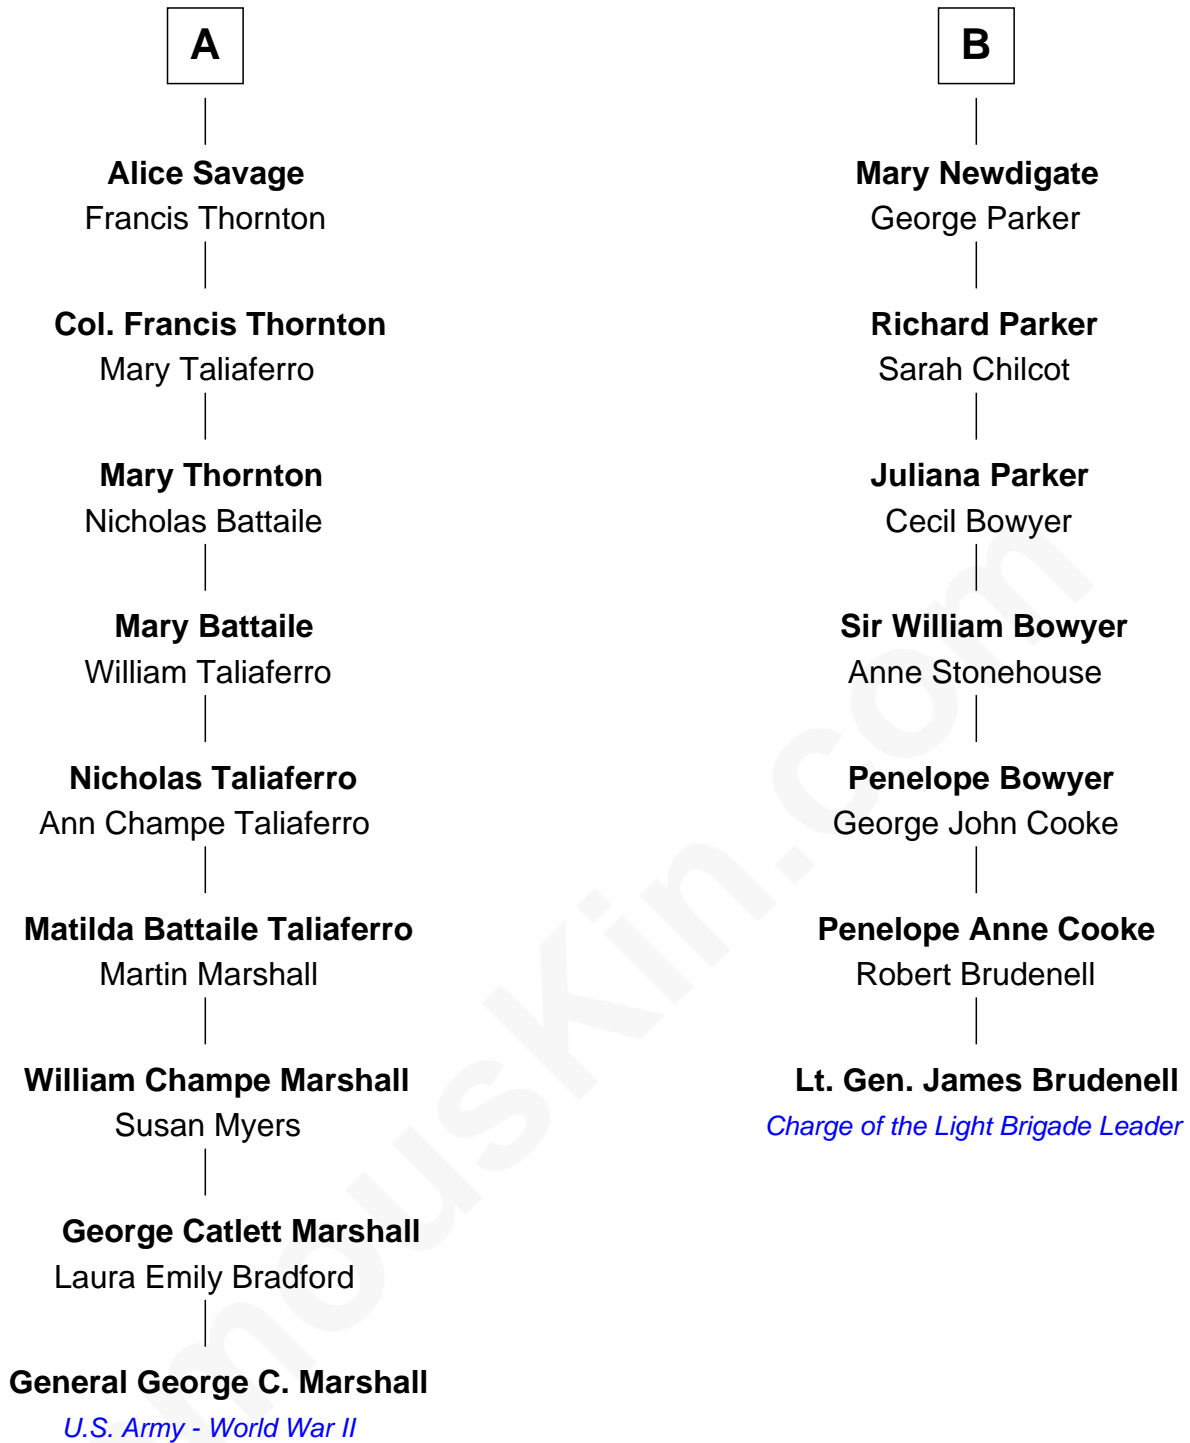 A
Alice Savage
Francis Thornton
Col. Francis Thornton
Mary Taliaferro
Mary Thornton
Nicholas Battaile
Mary Battaile
William Taliaferro
Nicholas Taliaferro
Ann Champe Taliaferro
Matilda Battaile Taliaferro
Martin Marshall
William Champe Marshall
Susan Myers
George Catlett Marshall
Laura Emily Bradford
General George C. Marshall
U.S. Army - World War II
B
Mary Newdigate
George Parker
Richard Parker
Sarah Chilcot
Juliana Parker
Cecil Bowyer
Sir William Bowyer
Anne Stonehouse
Penelope Bowyer
George John Cooke
Penelope Anne Cooke
Robert Brudenell
Lt. Gen. James Brudenell
Charge of the Light Brigade Leader
mousKin.com